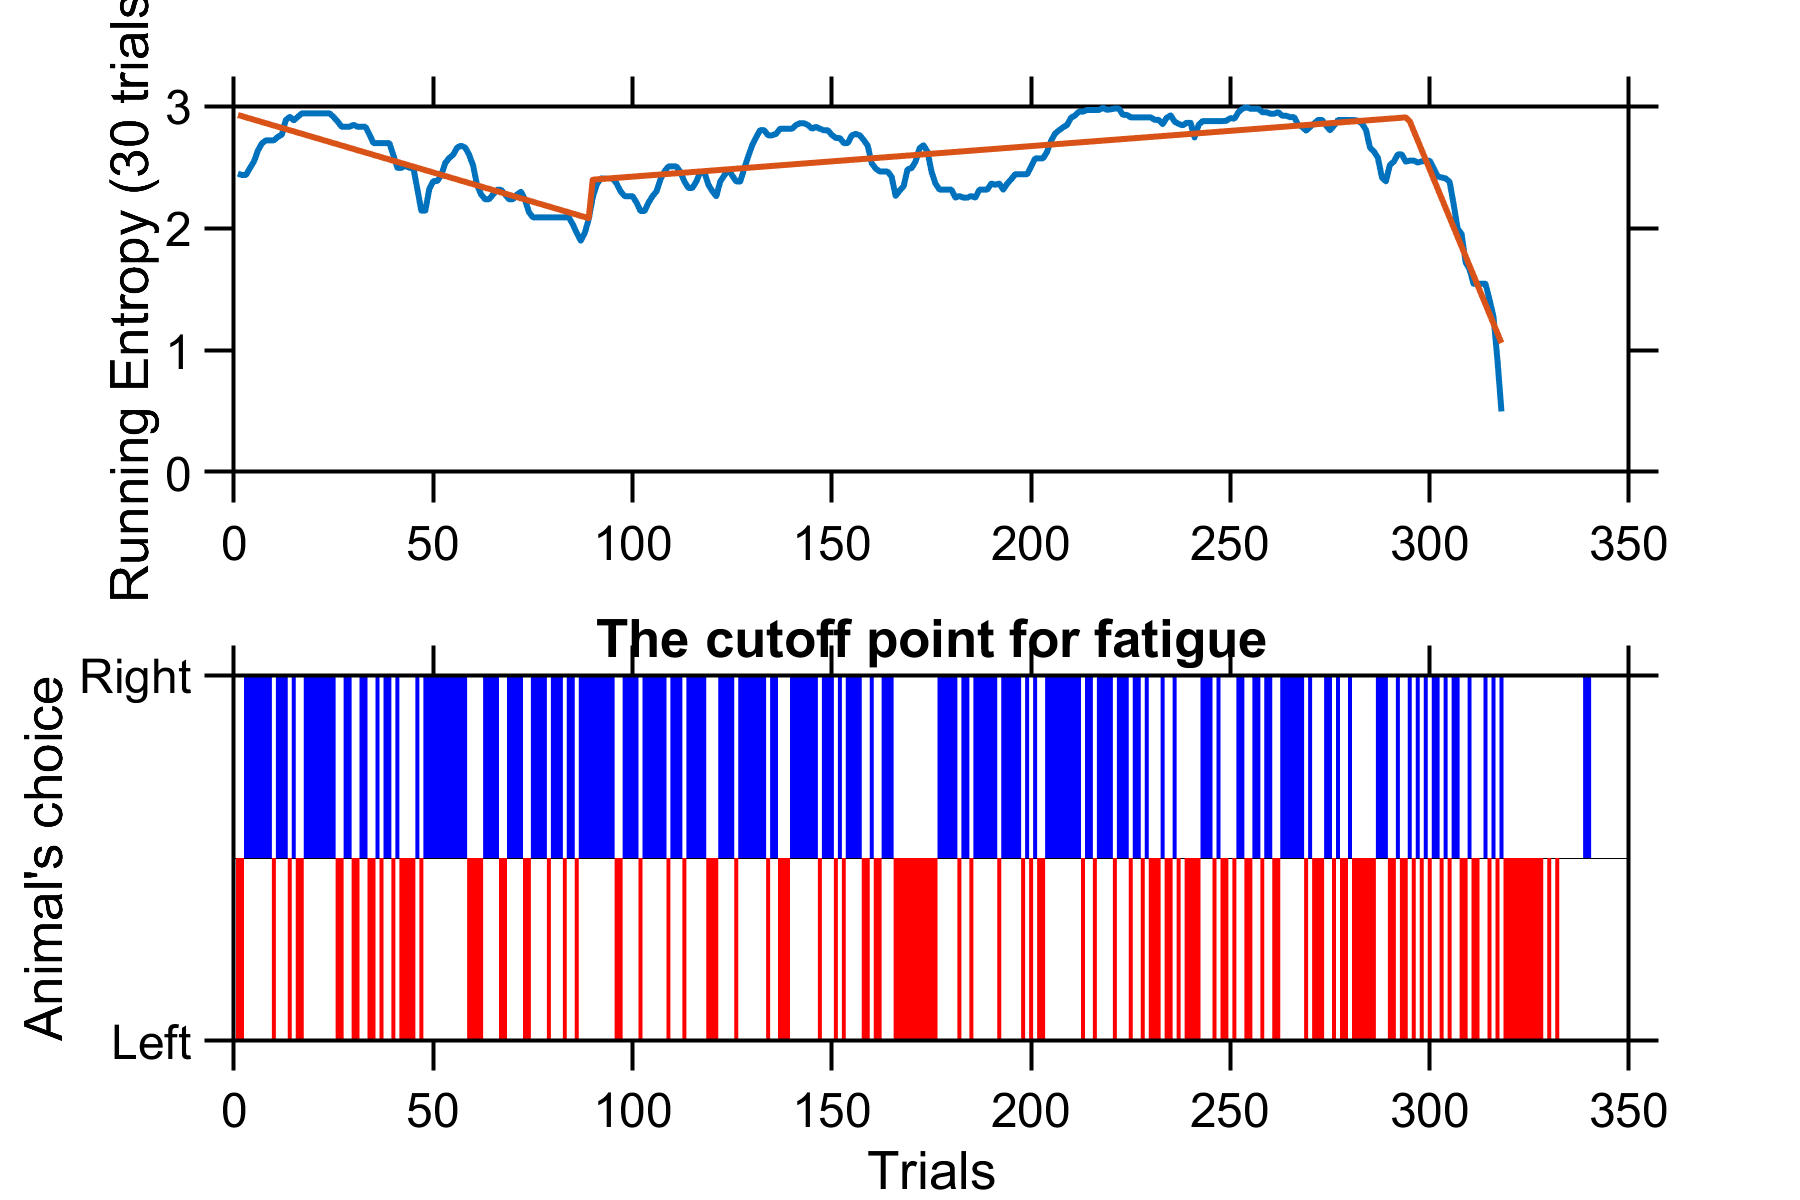 Running Entropy (30 trials
3
2
1
0
0 50 100 150 200 250 300 350
The cutoff point for fatigue
Animal's choice
Right
Left
0 50 100 150 200 250 300 350
Trials